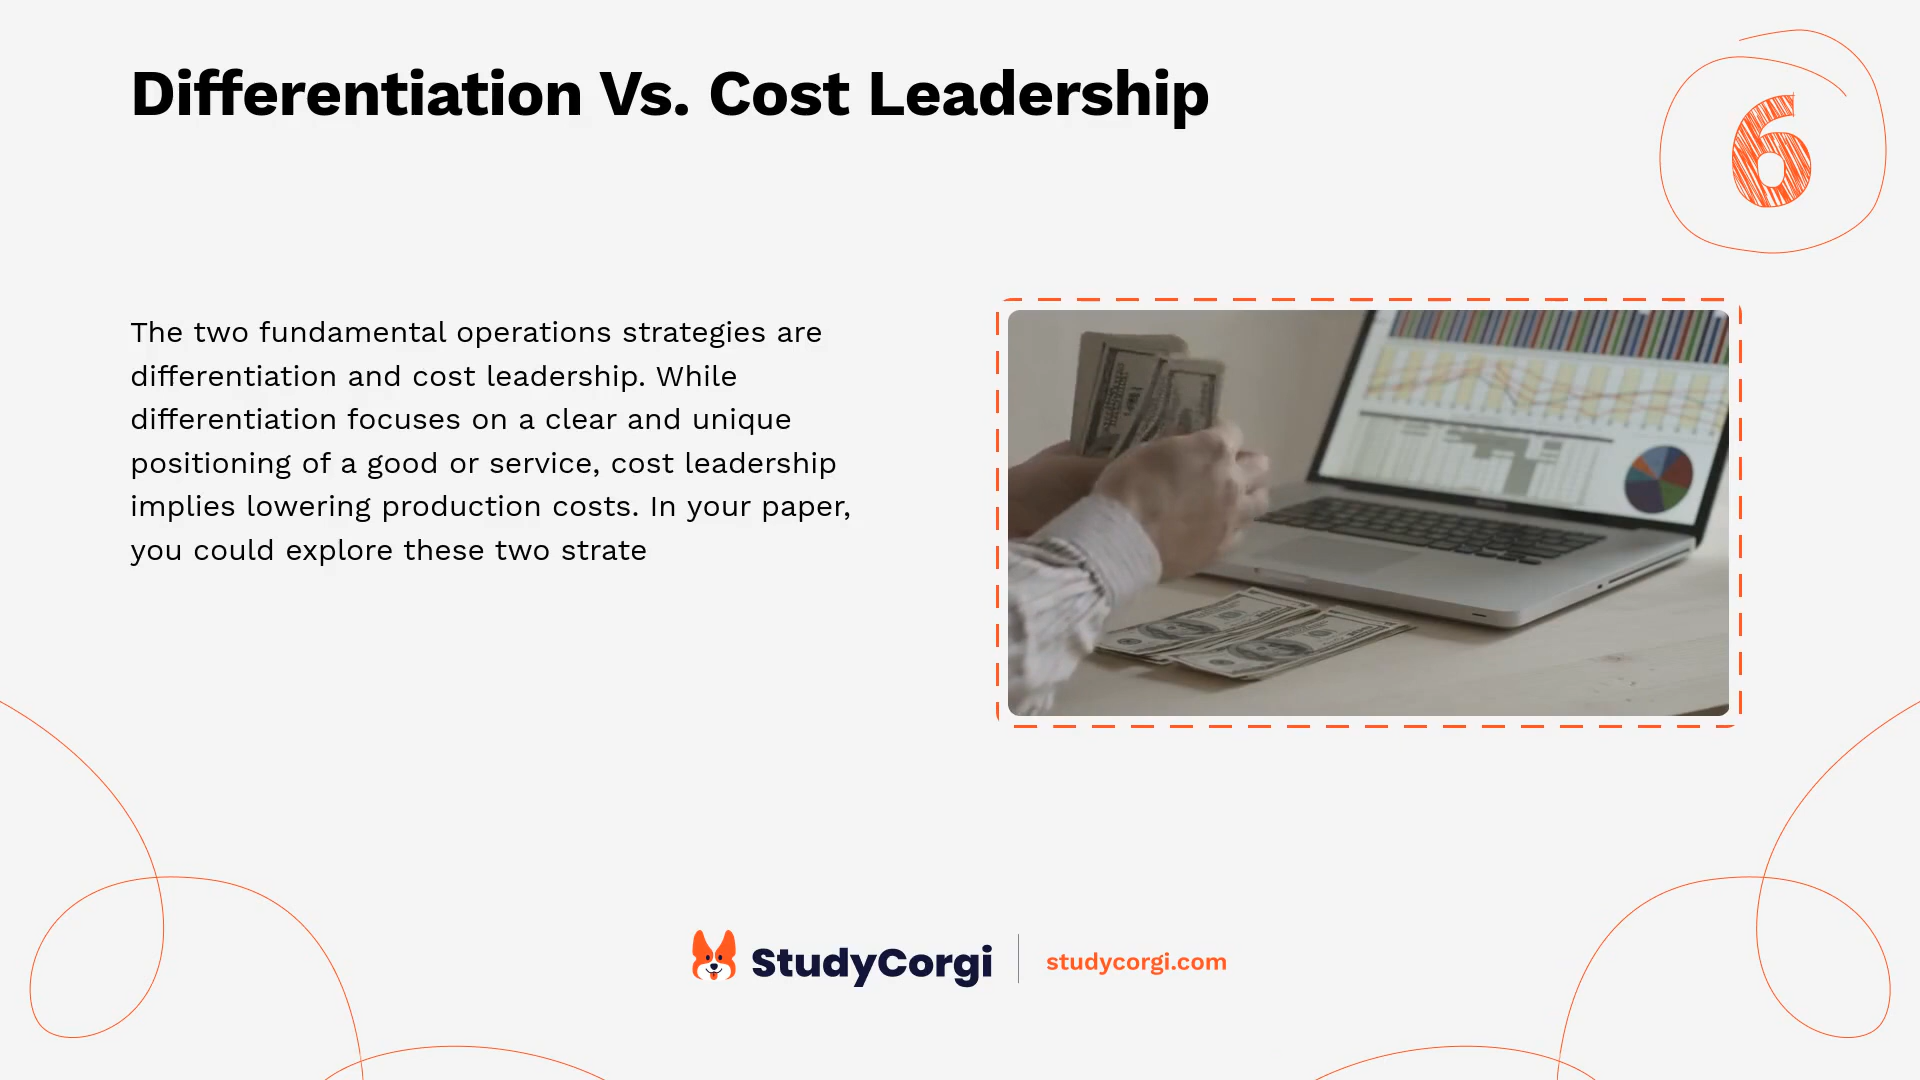 Differentiation Vs. Cost Leadership
6
The two fundamental operations strategies are
differentiation and cost leadership. While
differentiation focuses on a clear and unique
positioning of a good or service, cost leadership
implies lowering production costs. In your paper,
you could explore these two strate
StudyCorgi
studycorgi.com